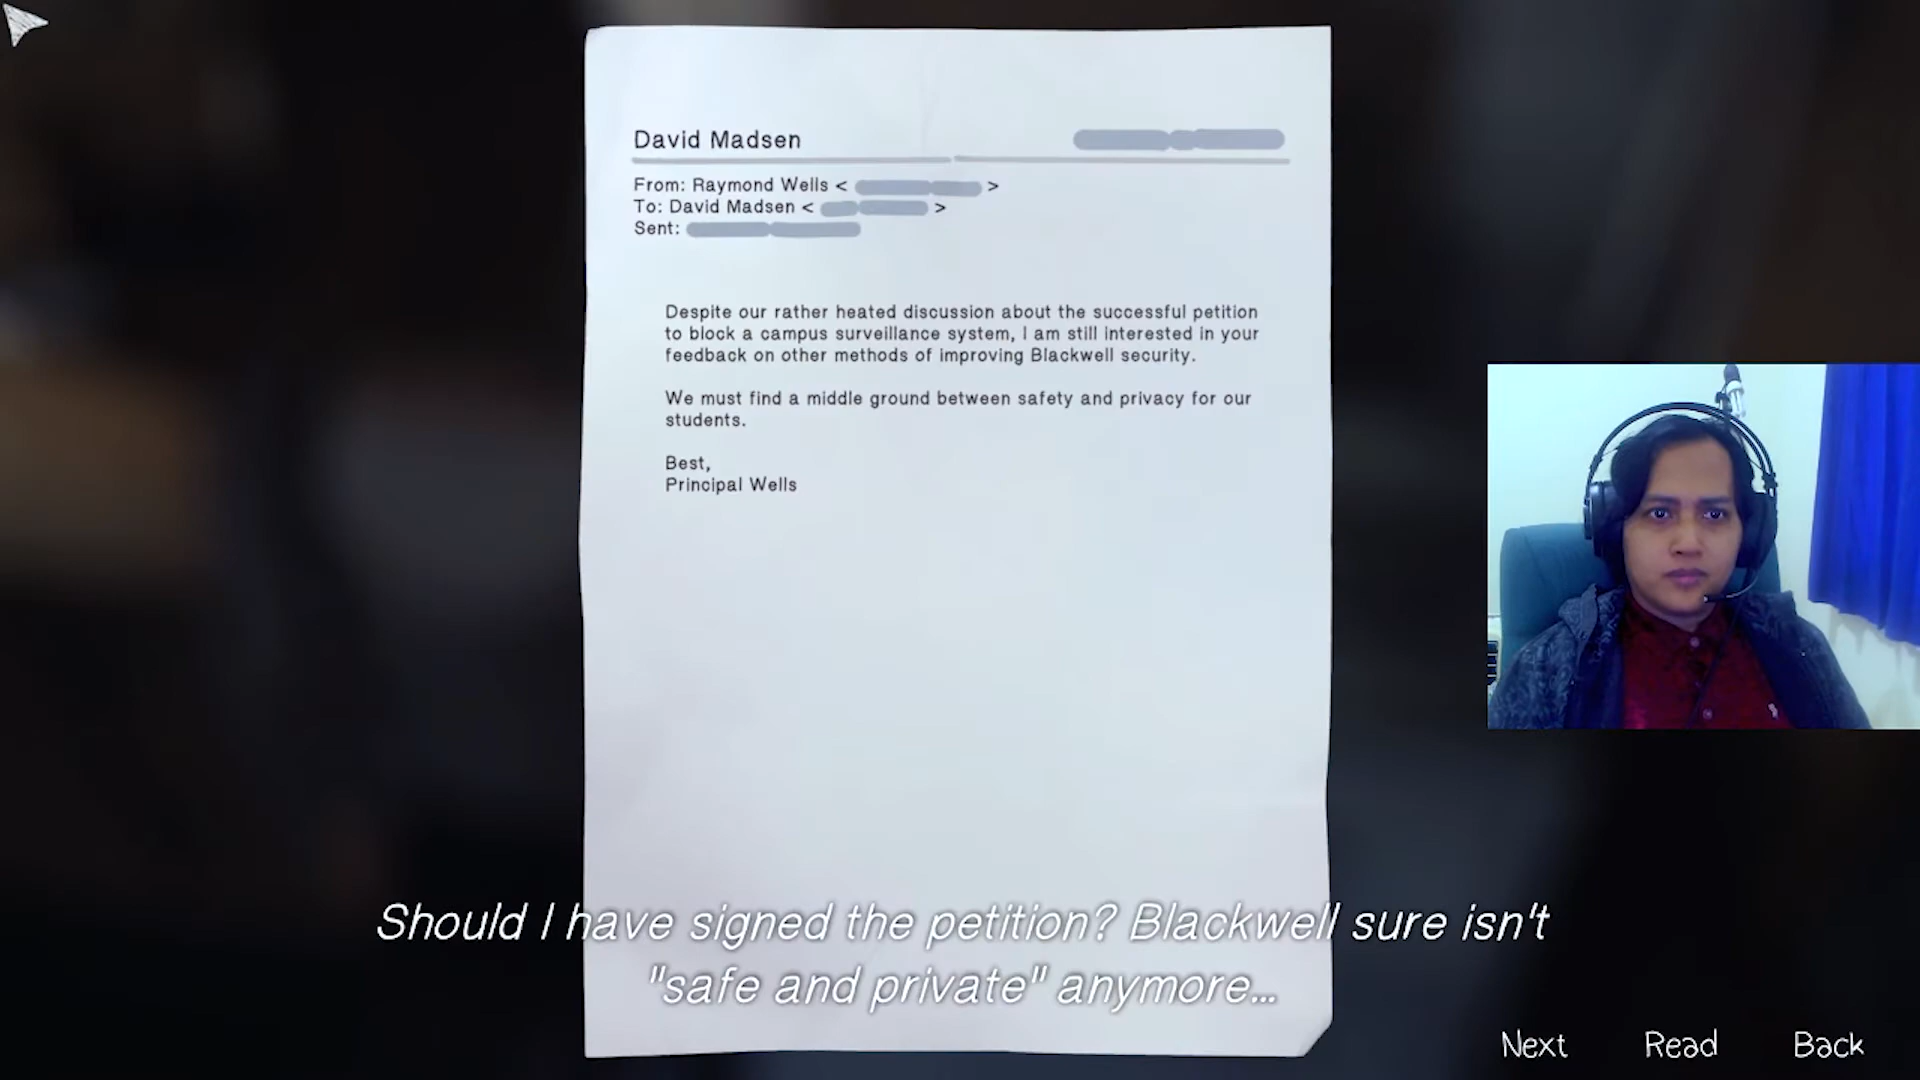 David Madsen
From: Raymond Wells < >
To: David Madsen < >
Sent:
Despite our rather heated discussion about the successful petition
to block a campus surveillance system, I am still interested in your
feedback on other methods of improving Blackwell security.
We must find a middle ground between safety and privacy for our
students.
Best,
Principal Wells
Should I have signed the petition? Blackwell sure isn't
"safe and private" anymore...
Next Read Back